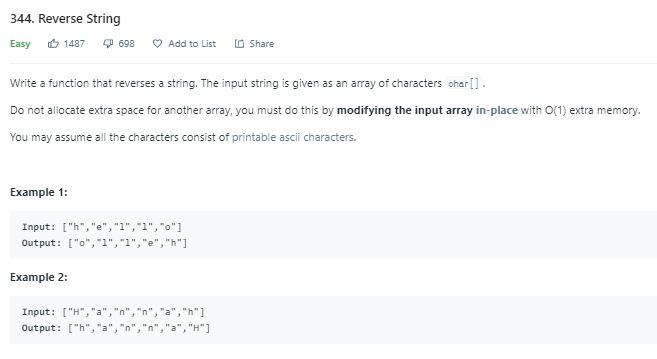 344. Reverse String
Easy 1487 698 Add to List Share
Write a function that reverses a string. The input string is given as an array of characters char[].
Do not allocate extra space for another array, you must do this by modifying the input array in-place with O(1) extra memory.
You may assume all the characters consist of printable ascii characters.
Example 1:
Input: ["h","e","l","l","o"]
Output: ["o","l","l","e","h"]
Example 2:
Input: ["H","a","n","n","a","h"]
Output: ["h","a","n","n","a","H"]